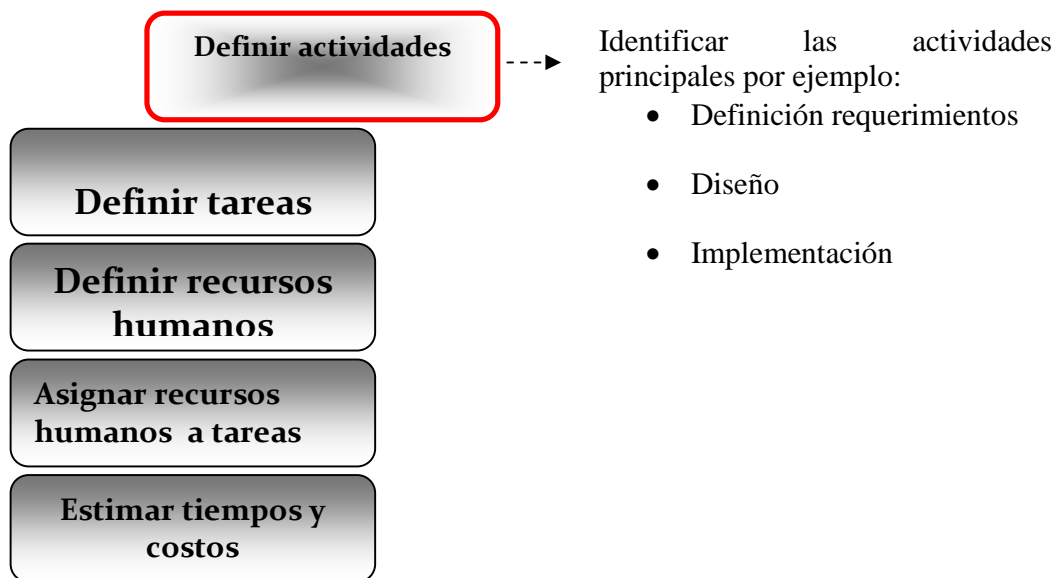 Definir actividades
Identificar las actividades
principales por ejemplo:
• Definición requerimientos
• Diseño
• Implementación
Definir tareas
Definir recursos
humanos
Asignar recursos
humanos a tareas
Estimar tiempos y
costos